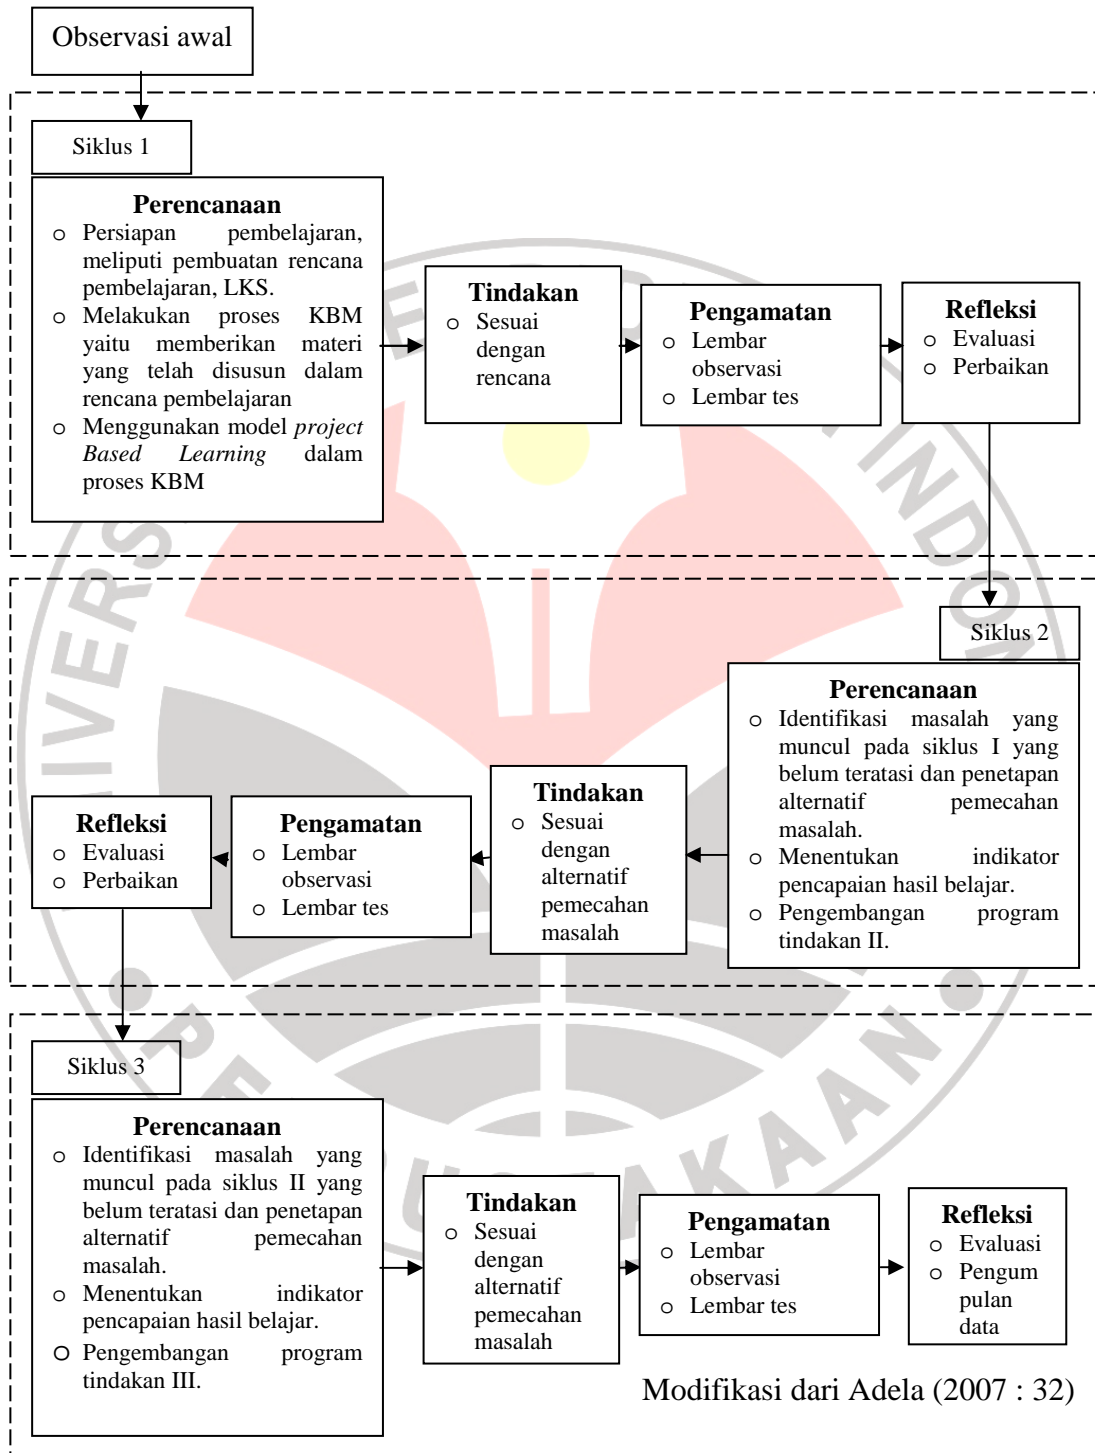 Observasi awal
Siklus 1
Perencanaan
o Persiapan pembelajaran,
meliputi pembuatan rencana
pembelajaran, LKS.
o Melakukan proses KBM
yaitu memberikan materi
yang telah disusun dalam
rencana pembelajaran
o Menggunakan model project
Based Learning dalam
proses KBM
Tindakan
o Sesuai
dengan
rencana
Pengamatan
o Lembar
observasi
o Lembar tes
Refleksi
o Evaluasi
o Perbaikan
Siklus 2
Perencanaan
o Identifikasi masalah yang
muncul pada siklus I yang
belum teratasi dan penetapan
alternatif pemecahan
masalah.
o Menentukan indikator
pencapaian hasil belajar.
o Pengembangan program
tindakan II.
Tindakan
o Sesuai
dengan
alternatif
pemecahan
masalah
Pengamatan
o Lembar
observasi
o Lembar tes
Refleksi
o Evaluasi
o Perbaikan
Siklus 3
Perencanaan
o Identifikasi masalah yang
muncul pada siklus II yang
belum teratasi dan penetapan
alternatif pemecahan
masalah.
o Menentukan indikator
pencapaian hasil belajar.
o Pengembangan program
tindakan III.
Tindakan
o Sesuai
dengan
alternatif
pemecahan
masalah
Pengamatan
o Lembar
observasi
o Lembar tes
Refleksi
o Evaluasi
o Pengum
pulan
data
Modifikasi dari Adela (2007 : 32)